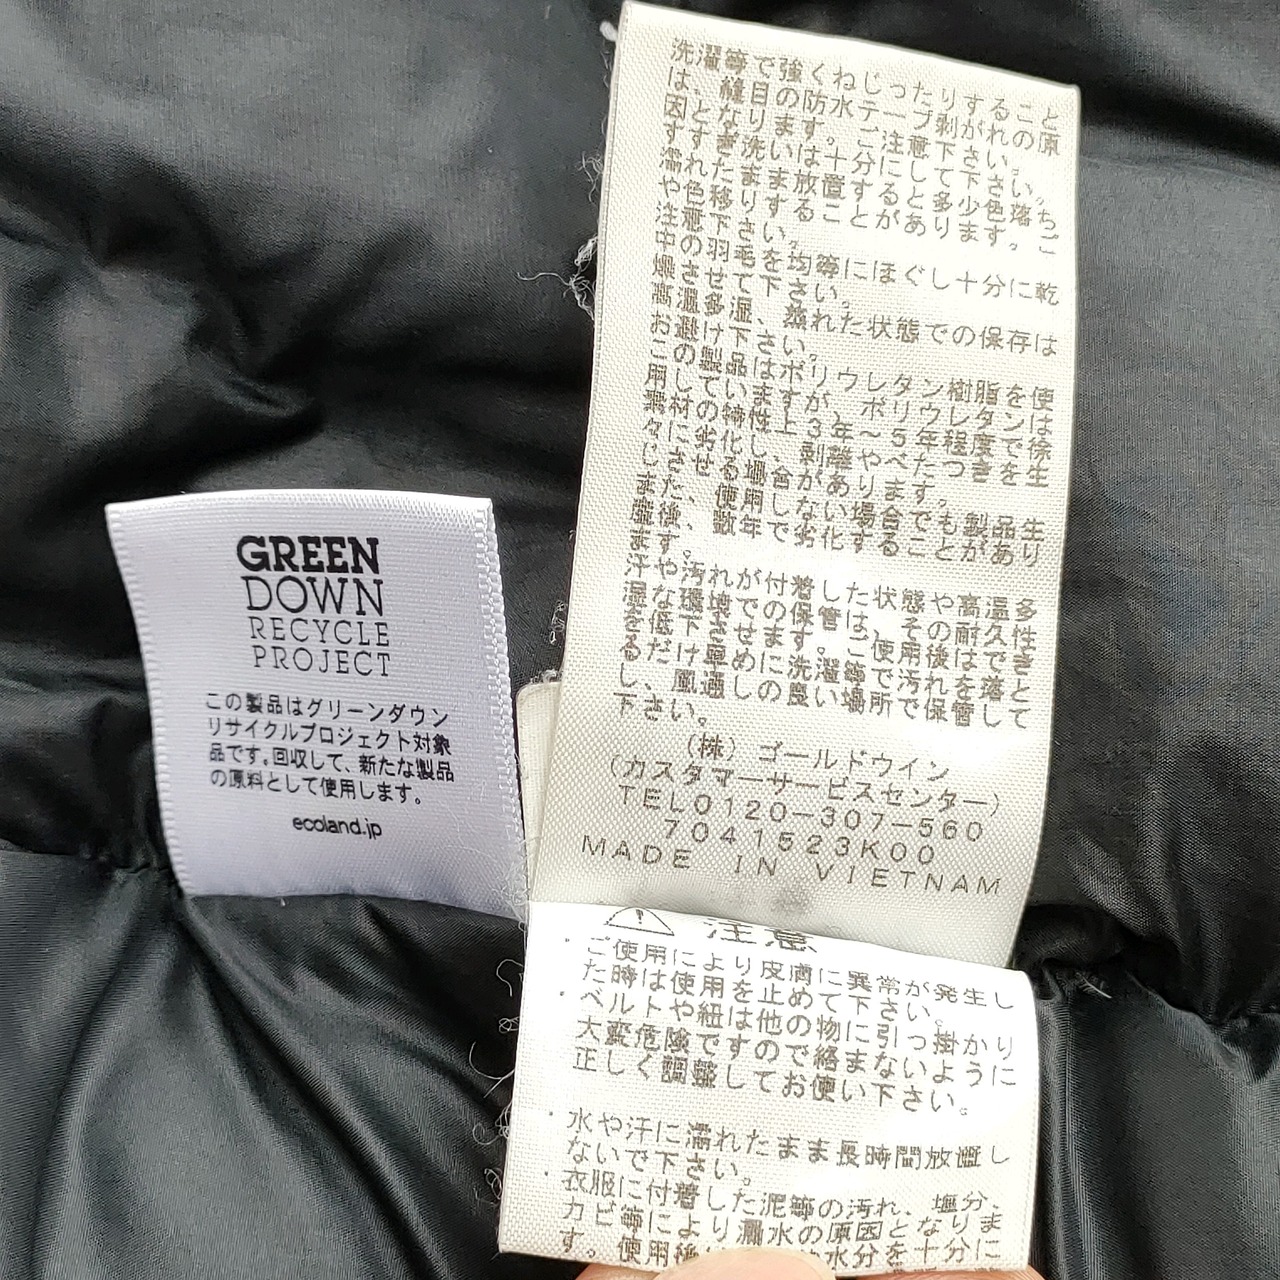 GREEN
DOWN
RECYCLE
PROJECT
この製品はグリーンダウン
リサイクルプロジェクト対象
品です。回収して、新たな製品
の原料として使用します。
ecoland.jp
洗濯等で強くねじったりすること
は、縫目の防水テープ剥がれの原
因となります。ご注意下さい。
すすぎ洗いは十分にして下さい。
濡れたまま放置すると多少色落ち
や色移りすることがあります。ご
注意下さい。
中の羽毛を均等にほぐし十分に乾
燥させて下さい。
高温多湿、蒸れた状態での保存は
お避け下さい。
この製品はポリウレタン樹脂を使
用していますが、ポリウレタンは
素材の特性上3年～5年程度で徐
々に劣化し、剥離やべたつきを生
じさせる場合があります。
また、使用しない場合でも製品生
産後、数年で劣化することがあり
ます。
汗や汚れが付着した状態や高温多
湿な環境での保管は、その耐久性
を低下させます。ご使用後はできる
だけ早めに洗濯等で汚れを落と
し、風通しの良い場所で保管して
下さい。
(株)ゴールドウイン
(カスタマーサービスセンター)
TEL0120-307-560
7041523K00
MADE IN VIETNAM
注意
・ご使用により皮膚に異常が発生し
た時は使用を止めて下さい。
・ベルトや紐は他の物に引っ掛かり
大変危険ですので絡まないように
正しく調整してお使い下さい。
・水や汗に濡れたまま長時間放置し
ないで下さい。
・衣服に付着した泥等の汚れ、塩分、
カビ等により漏水の原因となりま
す。使用後は 水分を十分に